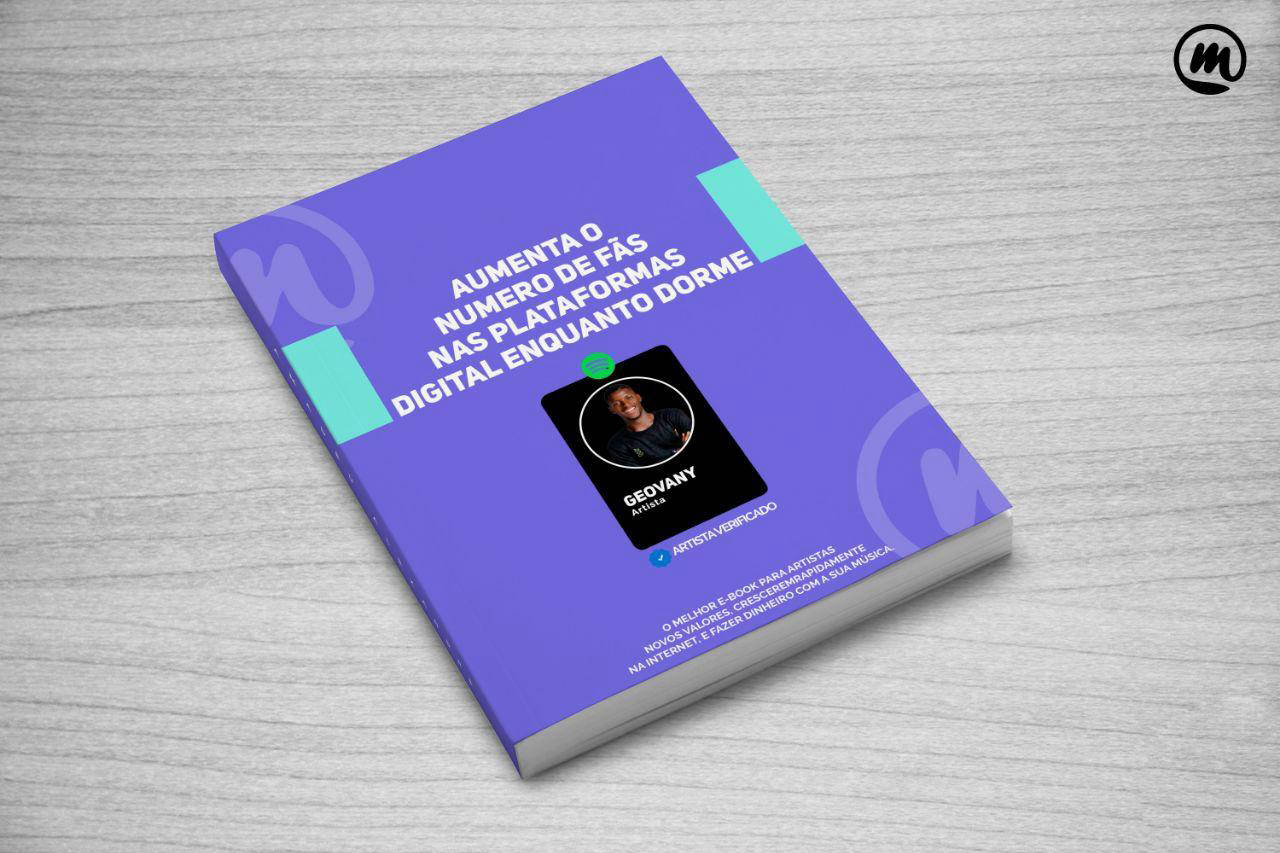 AUMENTA O
NUMERO DE FÃS
NAS PLATAFORMAS
DIGITAL ENQUANTO DORME
GEOVANY
Artista
ARTISTA VERIFICADO
O MELHOR E-BOOK PARA ARTISTAS
NOVOS VALORES, CRESCEREMRAPIDAMENTE
NA INTERNET, E FAZER DINHEIRO COM A SUA MÚSICA.